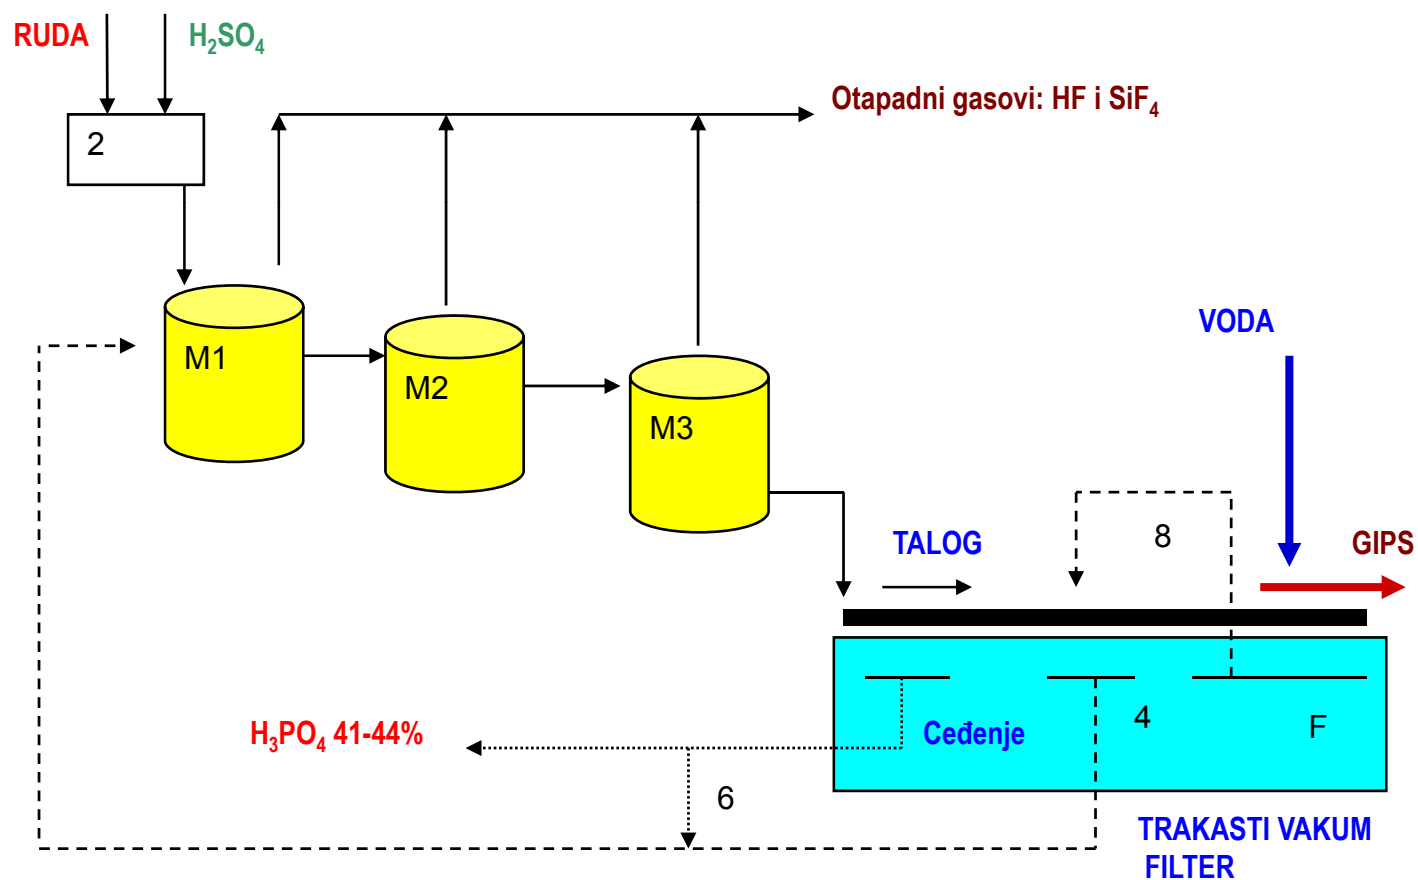 RUDA
H₂SO₄
Otapadni gasovi: HF i SiF₄
2
M1
M2
M3
VODA
TALOG
8
GIPS
H₃PO₄ 41-44%
Ceđenje
4
F
6
TRAKASTI VAKUM
FILTER